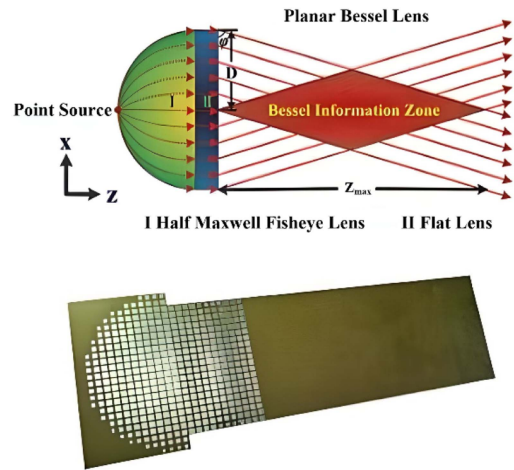 Planar Bessel Lens
φ
D
I
II
Point Source
Bessel Information Zone
X
Z
Zmax
I Half Maxwell Fisheye Lens II Flat Lens